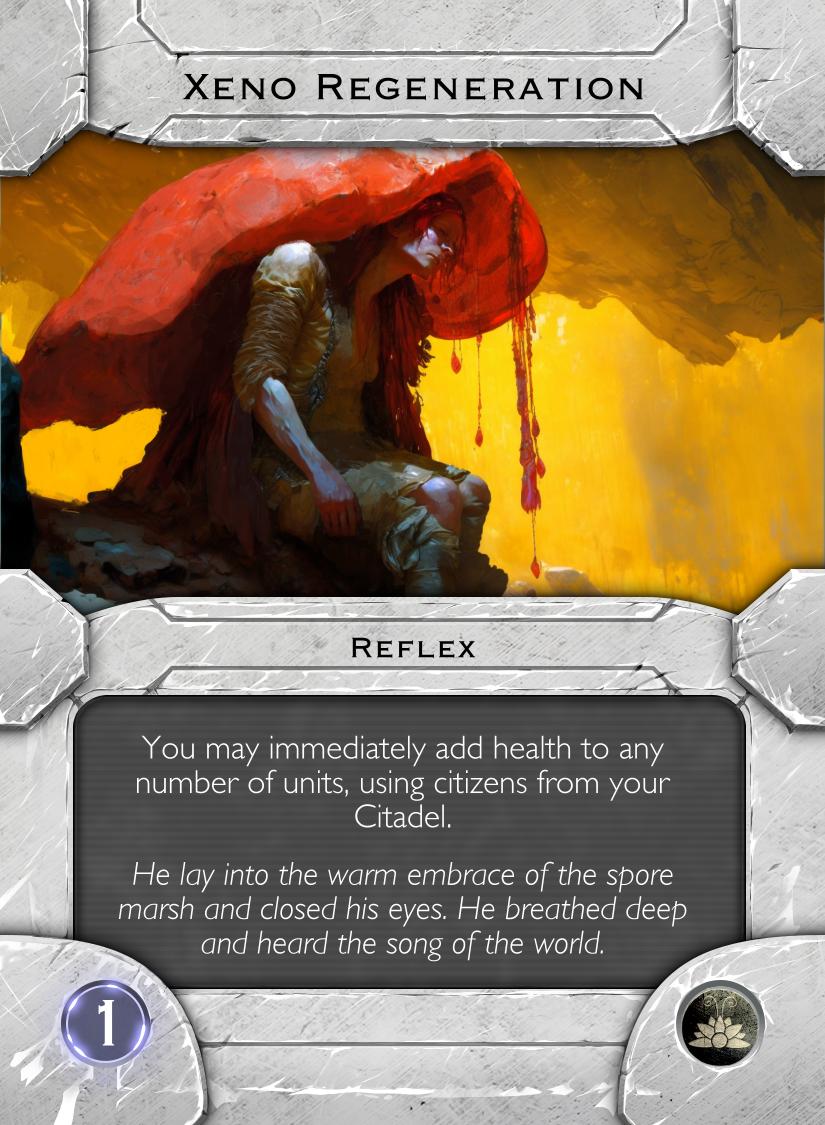 Xeno Regeneration
Reflex
You may immediately add health to any
number of units, using citizens from your
Citadel.
He lay into the warm embrace of the spore
marsh and closed his eyes. He breathed deep
and heard the song of the world.
1